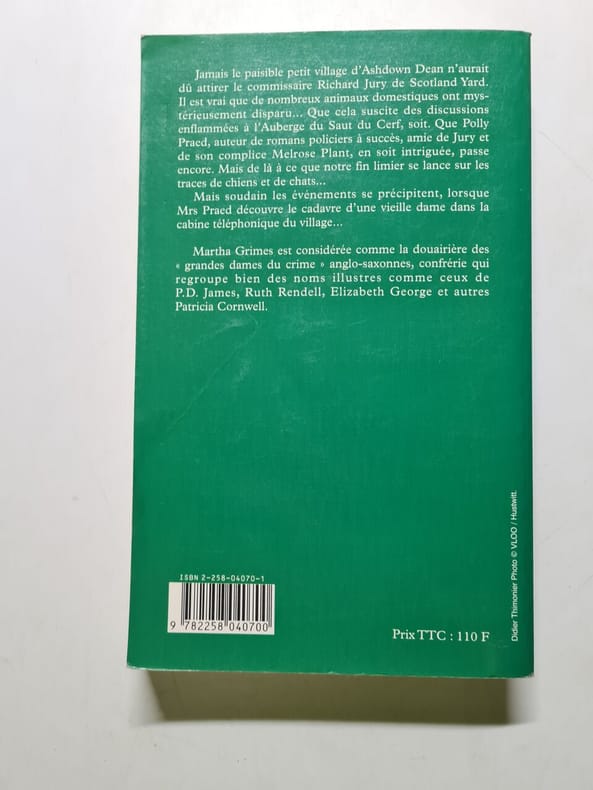 Jamais le paisible petit village d'Ashdown Dean n'aurait
dû attirer le commissaire Richard Jury de Scotland Yard.
Il est vrai que de nombreux animaux domestiques ont mys-
térieusement disparu... Que cela suscite des discussions
enflammées à l'Auberge du Saut du Cerf, soit. Que Polly
Praed, auteur de romans policiers à succès, amie de Jury et
de son complice Melrose Plant, en soit intriguée, passe
encore. Mais de là à ce que notre fin limier se lance sur les
traces de chiens et de chats...
Mais soudain les événements se précipitent, lorsque
Mrs Praed découvre le cadavre d'une vieille dame dans la
cabine téléphonique du village...
Martha Grimes est considérée comme la douairière des
« grandes dames du crime » anglo-saxonnes, confrérie qui
regroupe bien des noms illustres comme ceux de
P.D. James, Ruth Rendell, Elizabeth George et autres
Patricia Cornwell.
ISBN 2-258-04070-1
9 782258 040700
Prix TTC : 110 F
Didier Thimonier Photo © VLOO / Hustwitt.